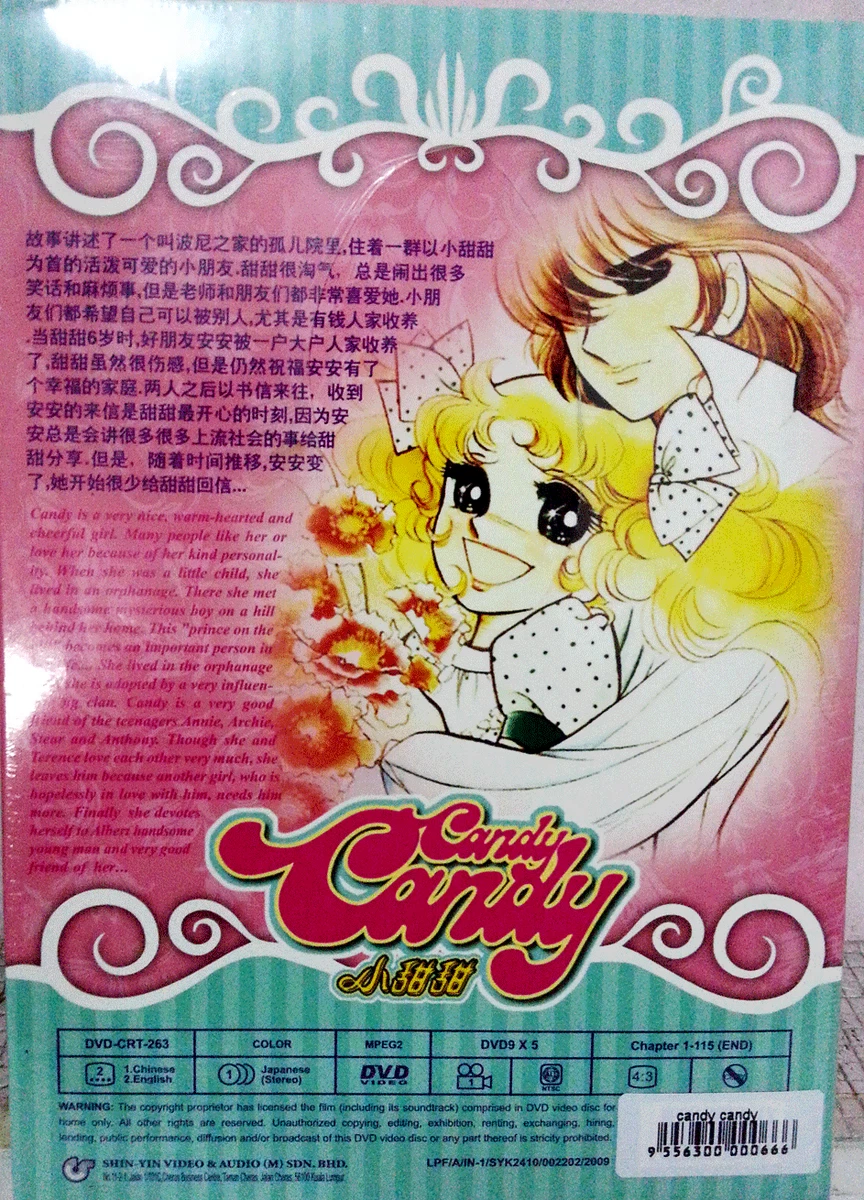 故事讲述了一个叫波尼之家的孤儿院里,住着一群以小甜甜
为首的活泼可爱的小朋友.甜甜很淘气, 总是闹出很多
笑话和麻烦事,但是老师和朋友们都非常喜爱她.小朋
友们都希望自己可以被别人,尤其是有钱人家收养
.当甜甜6岁时,好朋友安安被一户大户人家收养
了,甜甜虽然很伤感,但是仍然祝福安安有了
个幸福的家庭.两人之后以书信来往, 收到
安安的来信是甜甜最开心的时刻,因为安
安总是会讲很多很多上流社会的事给甜
甜分享.但是, 随着时间推移,安安变
了,她开始很少给甜甜回信...
Candy is a very nice, warm-hearted and
cheerful girl. Many people like her or
love her because of her kind personal-
ity. When she was a little child, she
lived in an orphanage. There she met
a handsome mysterious boy on a hill
behind her home. This "prince on the
becomes an important person in
She lived in the orphanage
she is adopted by a very influen-
clan. Candy is a very good
friend of the teenagers Annie, Archie,
Stear and Anthony. Though she and
Terence love each other very much, she
leaves him because another girl, who is
hopelessly in love with him, needs him
more. Finally she devotes
herself to Albert handsome
young man and very good
friend of her...
Candy
Candy
小甜甜
DVD-CRT-263 COLOR MPEG2 DVD9 X 5 Chapter 1-115 (END)
2 1.Chinese 2.English 1 Japanese (Stereo) DVD VIDEO 1 NTSC 4:3
WARNING: The copyright proprietor has licensed the film (including its soundtrack) comprised in DVD video disc for
home only. All other rights are reserved. Unauthorized copying, editing, exhibition, renting, exchanging, hiring,
lending, public performance, diffusion and/or broadcast of this DVD video disc or any part thereof is strictly prohibited.
SHIN-YIN VIDEO & AUDIO (M) SDN. BHD. LPF/A/IN-1/SYK2410/002202/2009
Cheras Business Centre, Taman Cheras, Jalan Cheras, 56100 Kuala Lumpur.
candy candy
9 556300 000666